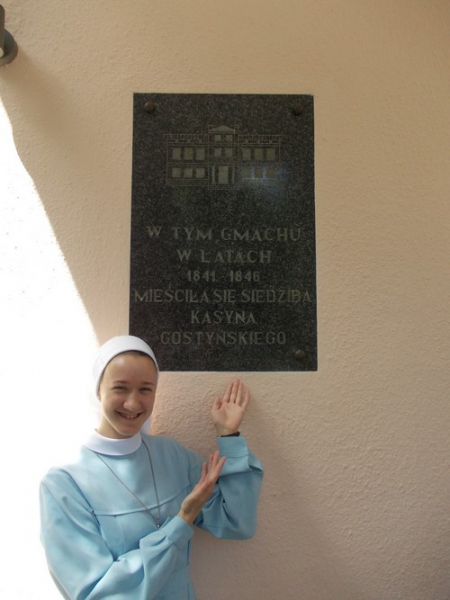 W TYM GMACHU
W LATACH
1841 - 1846
MIEŚCIŁA SIĘ SIEDZIBA
KASYNA
GOSTYŃSKIEGO